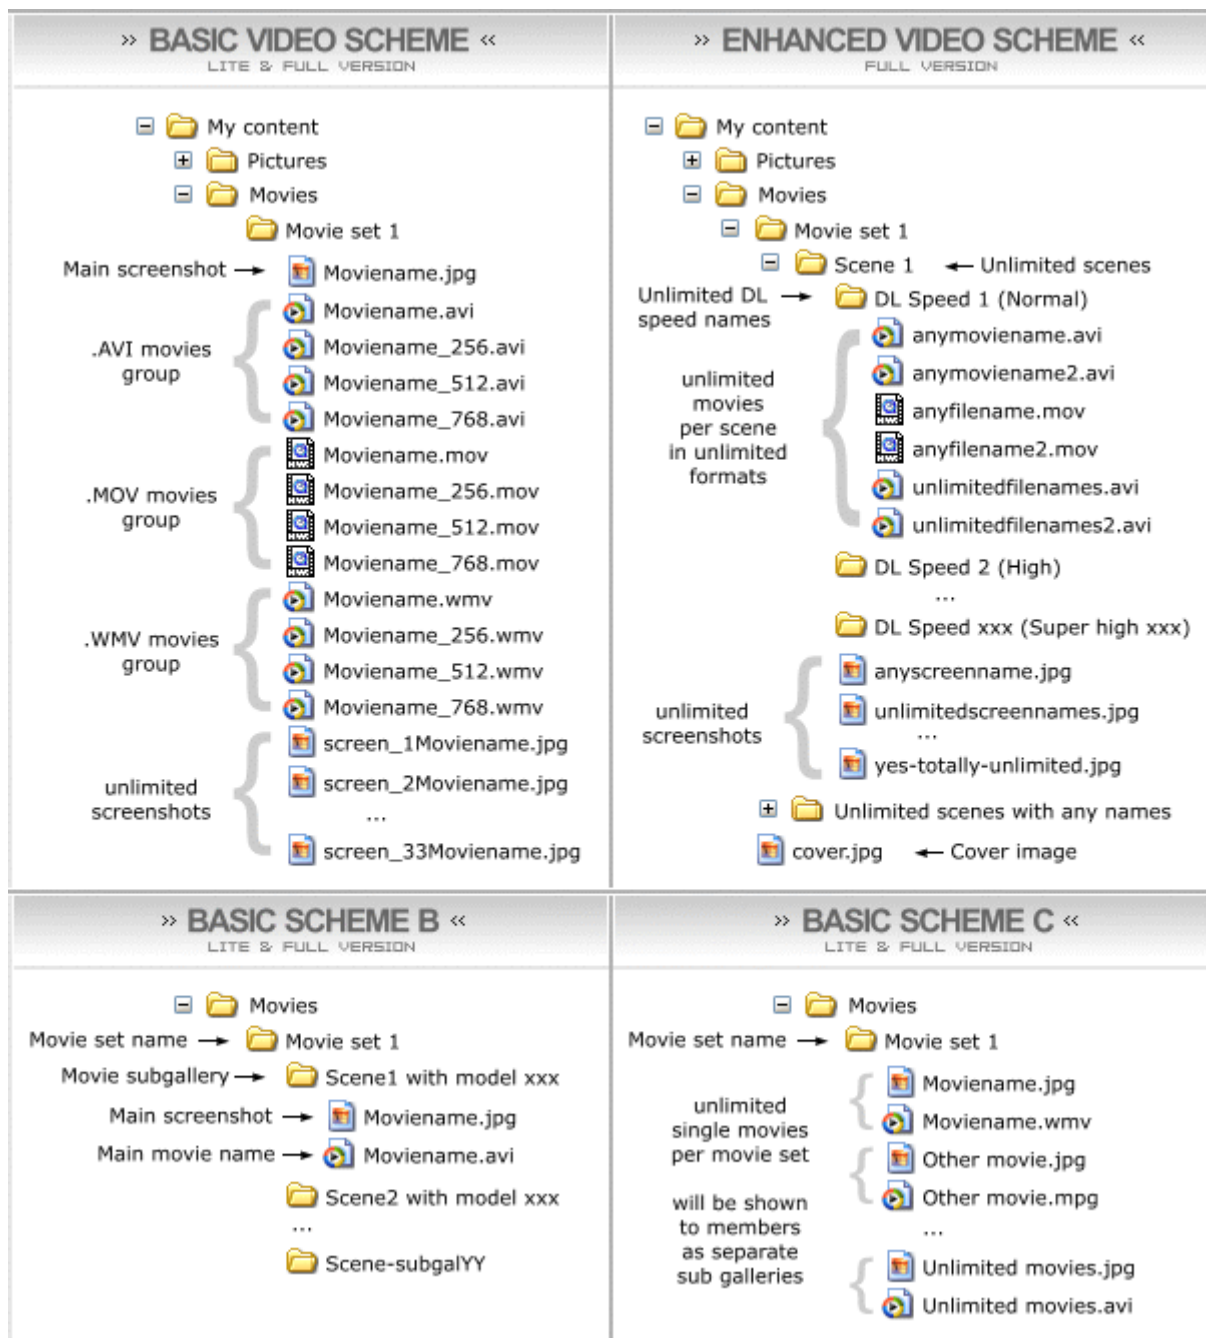 » BASIC VIDEO SCHEME «
LITE & FULL VERSION
My content
Pictures
Movies
Movie set 1
Main screenshot → Moviename.jpg
.AVI movies
group
Moviename.avi
Moviename_256.avi
Moviename_512.avi
Moviename_768.avi
.MOV movies
group
Moviename.mov
Moviename_256.mov
Moviename_512.mov
Moviename_768.mov
.WMV movies
group
Moviename.wmv
Moviename_256.wmv
Moviename_512.wmv
Moviename_768.wmv
unlimited
screenshots
screen_1Moviename.jpg
screen_2Moviename.jpg
...
screen_33Moviename.jpg
» ENHANCED VIDEO SCHEME «
FULL VERSION
My content
Pictures
Movies
Movie set 1
Scene 1 ← Unlimited scenes
Unlimited DL
speed names
→ DL Speed 1 (Normal)
unlimited
movies
per scene
in unlimited
formats
anymoviename.avi
anymoviename2.avi
anyfilename.mov
anyfilename2.mov
unlimitedfilenames.avi
unlimitedfilenames2.avi
DL Speed 2 (High)
...
DL Speed xxx (Super high xxx)
unlimited
screenshots
anyscreenname.jpg
unlimitedscreennames.jpg
...
yes-totally-unlimited.jpg
Unlimited scenes with any names
cover.jpg ← Cover image
» BASIC SCHEME B «
LITE & FULL VERSION
Movies
Movie set name → Movie set 1
Movie subgallery → Scene1 with model xxx
Main screenshot → Moviename.jpg
Main movie name → Moviename.avi
Scene2 with model xxx
...
Scene-subgalYY
» BASIC SCHEME C «
LITE & FULL VERSION
Movies
Movie set name → Movie set 1
unlimited
single movies
per movie set
will be shown
to members
as separate
sub galleries
Moviename.jpg
Moviename.wmv
Other movie.jpg
Other movie.mpg
...
Unlimited movies.jpg
Unlimited movies.avi